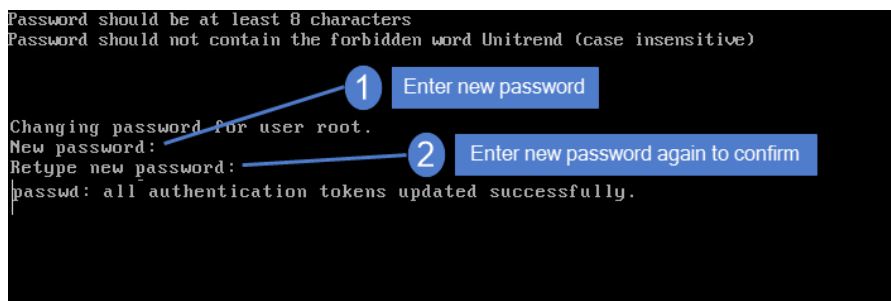 Password should be at least 8 characters
Password should not contain the forbidden word Unitrend (case insensitive)
1 Enter new password
Changing password for user root.
New password:
Retype new password:
2 Enter new password again to confirm
passwd: all authentication tokens updated successfully.